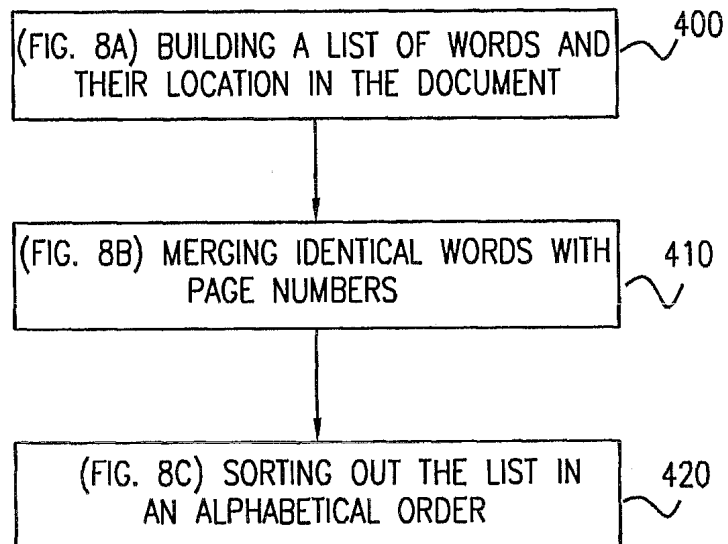 (FIG. 8A) BUILDING A LIST OF WORDS AND
THEIR LOCATION IN THE DOCUMENT
400
(FIG. 8B) MERGING IDENTICAL WORDS WITH
PAGE NUMBERS
410
(FIG. 8C) SORTING OUT THE LIST IN
AN ALPHABETICAL ORDER
420